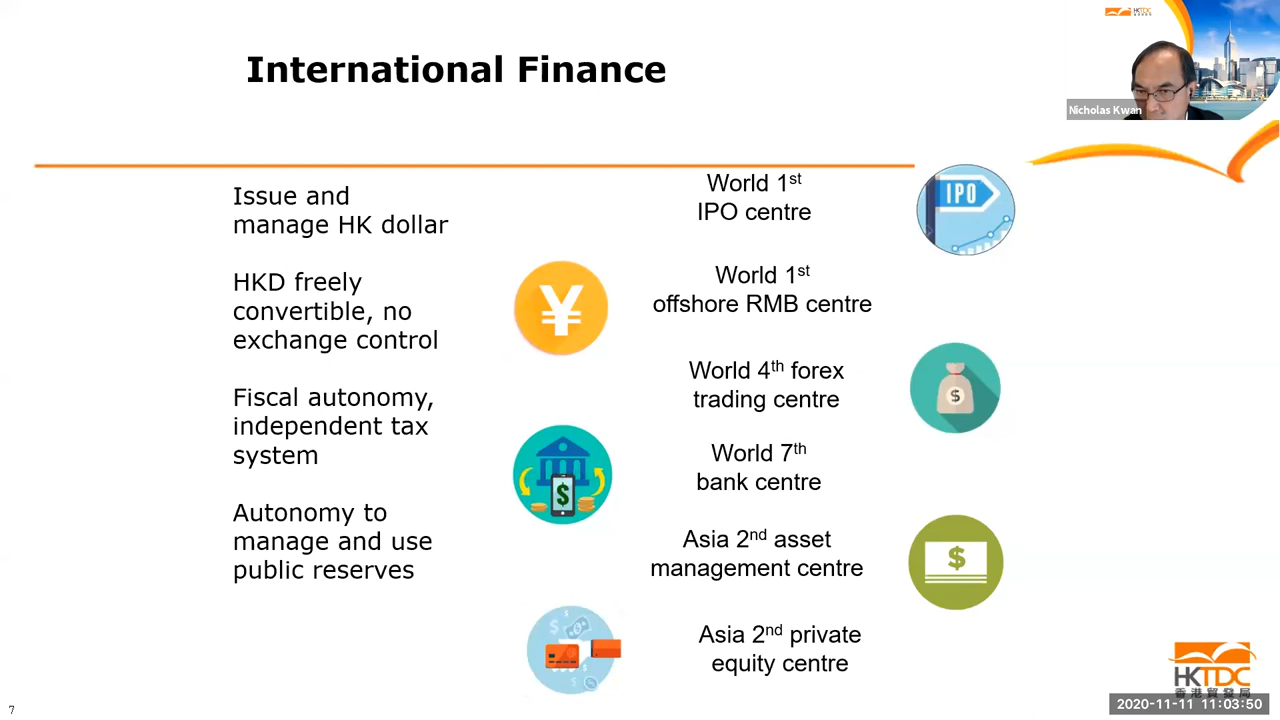 International Finance
HKTDC
Nicholas Kwan
Issue and
manage HK dollar
HKD freely
convertible, no
exchange control
Fiscal autonomy,
independent tax
system
Autonomy to
manage and use
public reserves
¥
$
$
World 1st
IPO centre
IPO
World 1st
offshore RMB centre
World 4th forex
trading centre
$
World 7th
bank centre
Asia 2nd asset
management centre
$
Asia 2nd private
equity centre
HKTDC
香港貿發局
2020-11-11 11:03:50
7